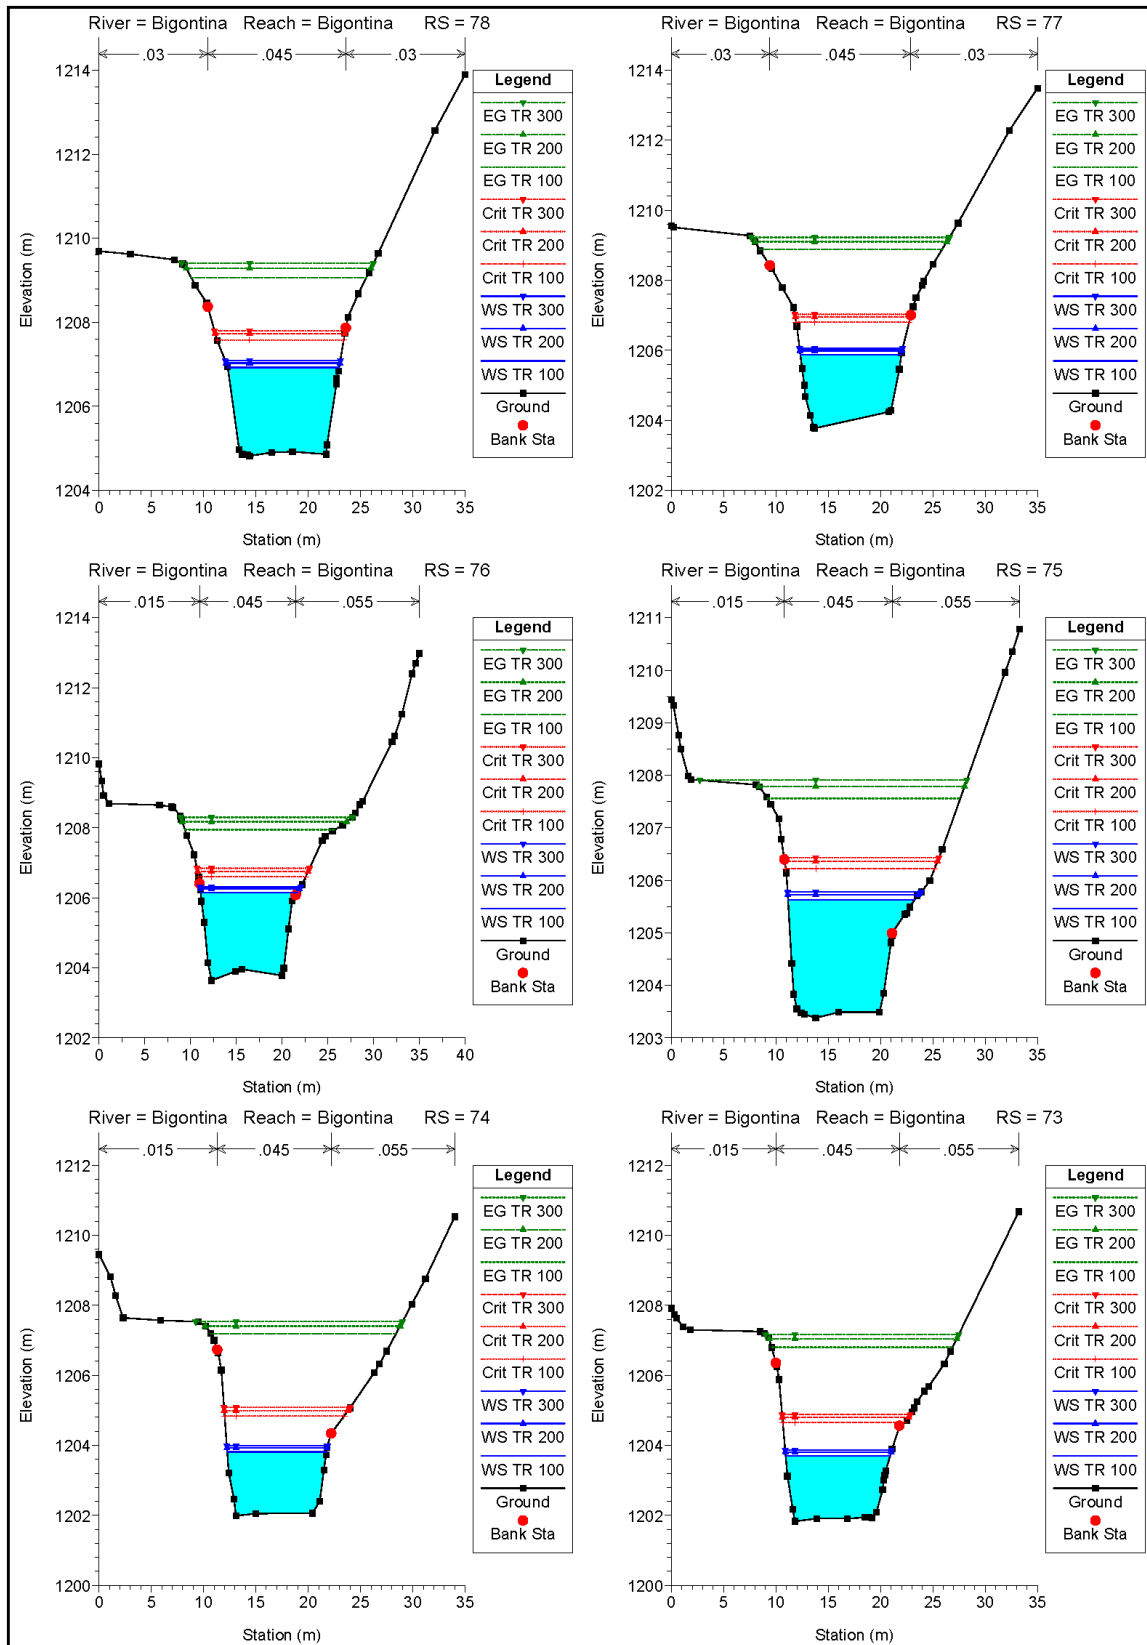 River = Bigontina Reach = Bigontina RS = 78
.03 .045 .03
Legend
EG TR 300
EG TR 200
EG TR 100
Crit TR 300
Crit TR 200
Crit TR 100
WS TR 300
WS TR 200
WS TR 100
Ground
Bank Sta
1214
1212
1210
1208
1206
1204
Elevation (m)
0 5 10 15 20 25 30 35
Station (m)
River = Bigontina Reach = Bigontina RS = 77
.03 .045 .03
Legend
EG TR 300
EG TR 200
EG TR 100
Crit TR 300
Crit TR 200
Crit TR 100
WS TR 300
WS TR 200
WS TR 100
Ground
Bank Sta
1214
1212
1210
1208
1206
1204
1202
Elevation (m)
0 5 10 15 20 25 30 35
Station (m)
River = Bigontina Reach = Bigontina RS = 76
.015 .045 .055
Legend
EG TR 300
EG TR 200
EG TR 100
Crit TR 300
Crit TR 200
Crit TR 100
WS TR 300
WS TR 200
WS TR 100
Ground
Bank Sta
1214
1212
1210
1208
1206
1204
1202
Elevation (m)
0 5 10 15 20 25 30 35 40
Station (m)
River = Bigontina Reach = Bigontina RS = 75
.015 .045 .055
Legend
EG TR 300
EG TR 200
EG TR 100
Crit TR 300
Crit TR 200
Crit TR 100
WS TR 300
WS TR 200
WS TR 100
Ground
Bank Sta
1211
1210
1209
1208
1207
1206
1205
1204
1203
Elevation (m)
0 5 10 15 20 25 30 35
Station (m)
River = Bigontina Reach = Bigontina RS = 74
.015 .045 .055
Legend
EG TR 300
EG TR 200
EG TR 100
Crit TR 300
Crit TR 200
Crit TR 100
WS TR 300
WS TR 200
WS TR 100
Ground
Bank Sta
1212
1210
1208
1206
1204
1202
1200
Elevation (m)
0 5 10 15 20 25 30 35
Station (m)
River = Bigontina Reach = Bigontina RS = 73
.015 .045 .055
Legend
EG TR 300
EG TR 200
EG TR 100
Crit TR 300
Crit TR 200
Crit TR 100
WS TR 300
WS TR 200
WS TR 100
Ground
Bank Sta
1212
1210
1208
1206
1204
1202
1200
Elevation (m)
0 5 10 15 20 25 30 35
Station (m)